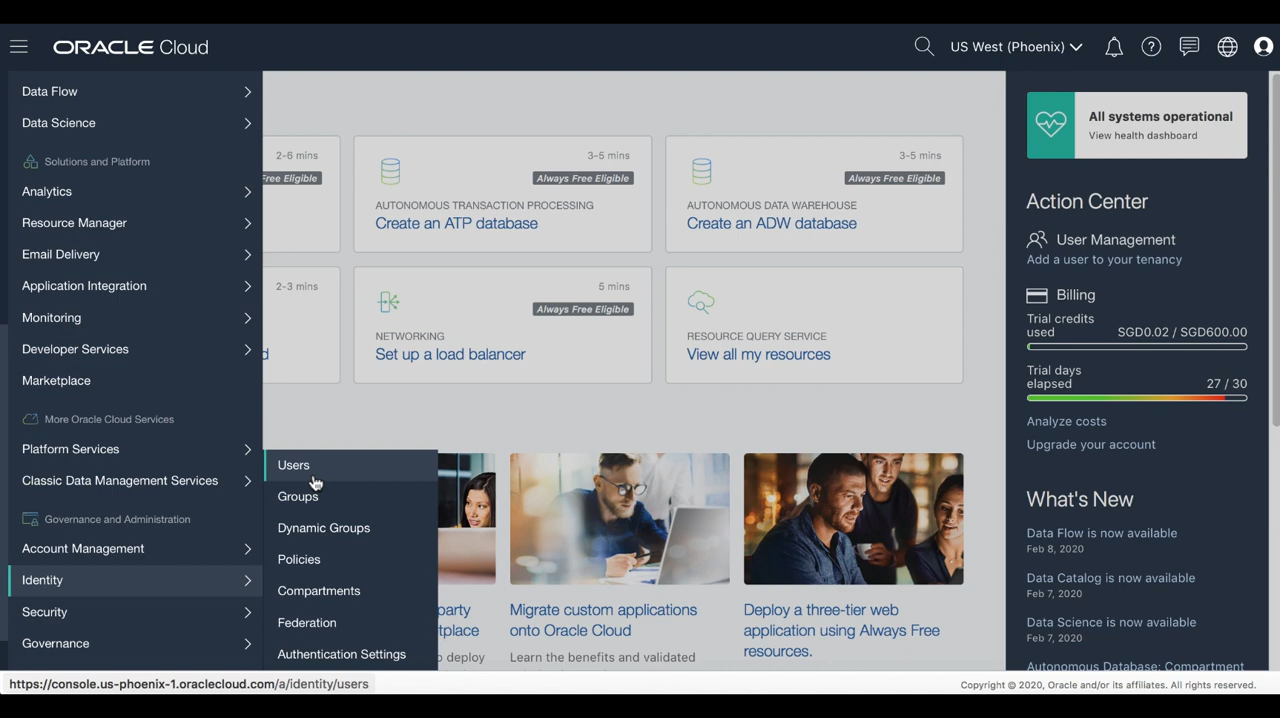 ORACLE Cloud
US West (Phoenix)
Data Flow
Data Science
Solutions and Platform
Analytics
Resource Manager
Email Delivery
Application Integration
Monitoring
Developer Services
Marketplace
More Oracle Cloud Services
Platform Services
Classic Data Management Services
Governance and Administration
Account Management
Identity
Security
Governance
Users
Groups
Dynamic Groups
Policies
Compartments
Federation
Authentication Settings
2-6 mins
Free Eligible
3-5 mins
Always Free Eligible
AUTONOMOUS TRANSACTION PROCESSING
Create an ATP database
3-5 mins
Always Free Eligible
AUTONOMOUS DATA WAREHOUSE
Create an ADW database
2-3 mins
d
5 mins
Always Free Eligible
NETWORKING
Set up a load balancer
RESOURCE QUERY SERVICE
View all my resources
party
tplace
o deploy
Migrate custom applications
onto Oracle Cloud
Learn the benefits and validated
Deploy a three-tier web
application using Always Free
resources.
All systems operational
View health dashboard
Action Center
User Management
Add a user to your tenancy
Billing
Trial credits
used SGD0.02 / SGD600.00
Trial days
elapsed 27 / 30
Analyze costs
Upgrade your account
What's New
Data Flow is now available
Feb 8, 2020
Data Catalog is now available
Feb 7, 2020
Data Science is now available
Feb 7, 2020
Autonomous Database: Compartment
https://console.us-phoenix-1.oraclecloud.com/a/identity/users
Copyright © 2020, Oracle and/or its affiliates. All rights reserved.